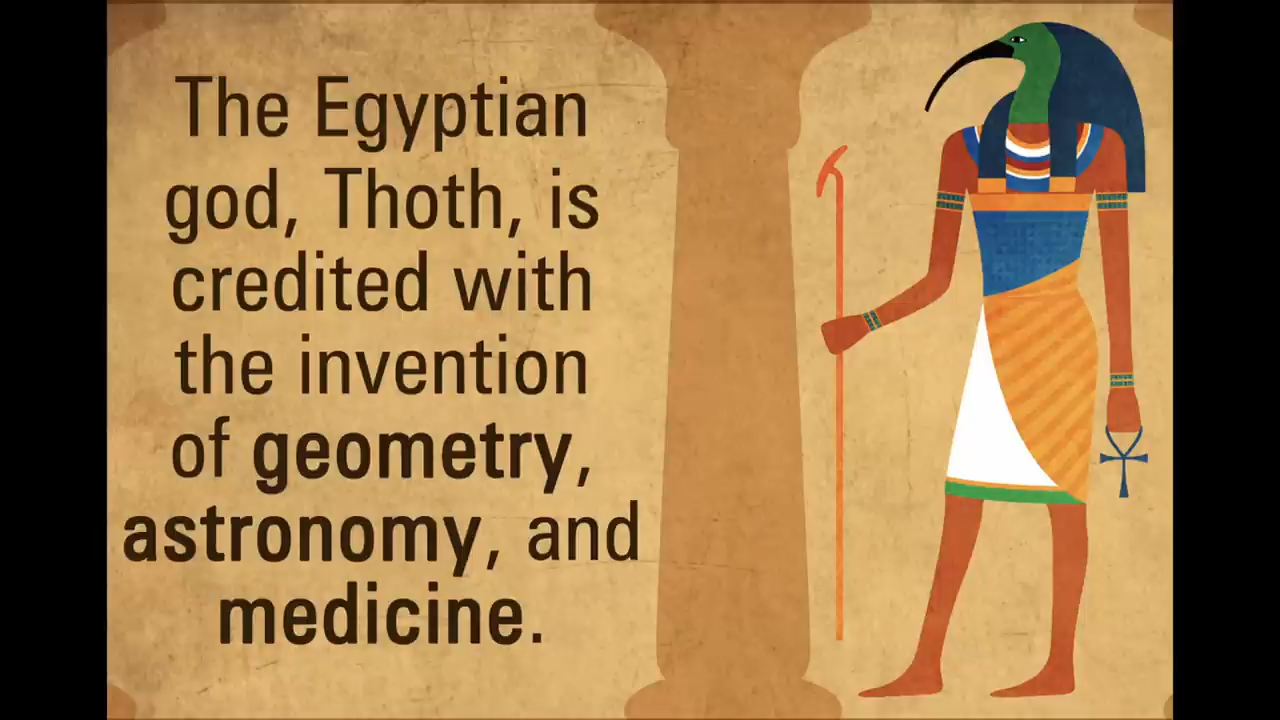 The Egyptian
god, Thoth, is
credited with
the invention
of geometry,
astronomy, and
medicine.